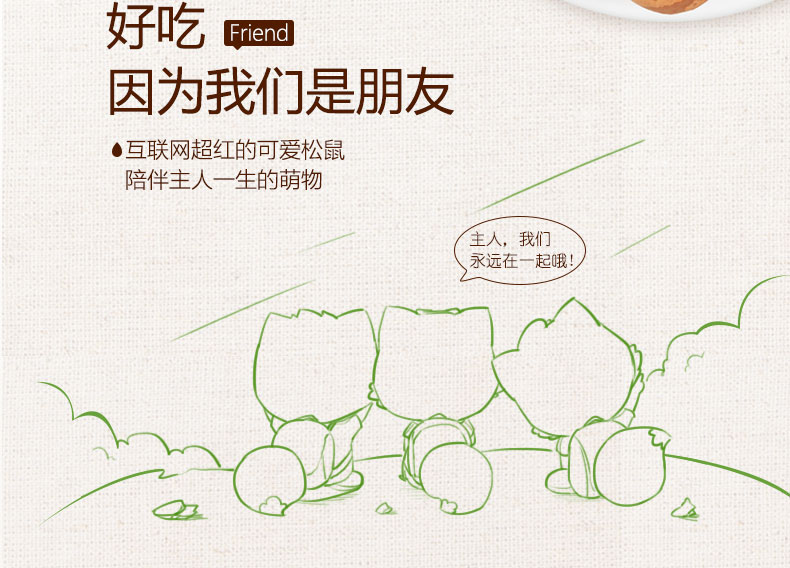 好吃 Friend
因为我们是朋友
互联网超红的可爱松鼠
陪伴主人一生的萌物
主人，我们
永远在一起哦!